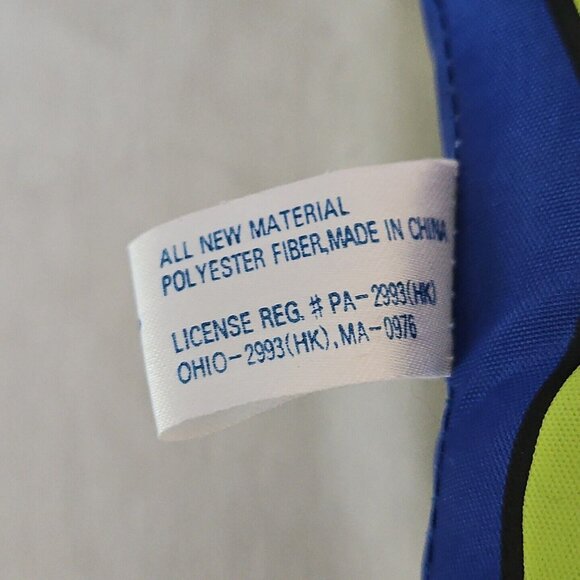 ALL NEW MATERIAL
POLYESTER FIBER,MADE IN CHINA
LICENSE REG. # PA-2993(HK)
OHIO-2993(HK), MA-0976